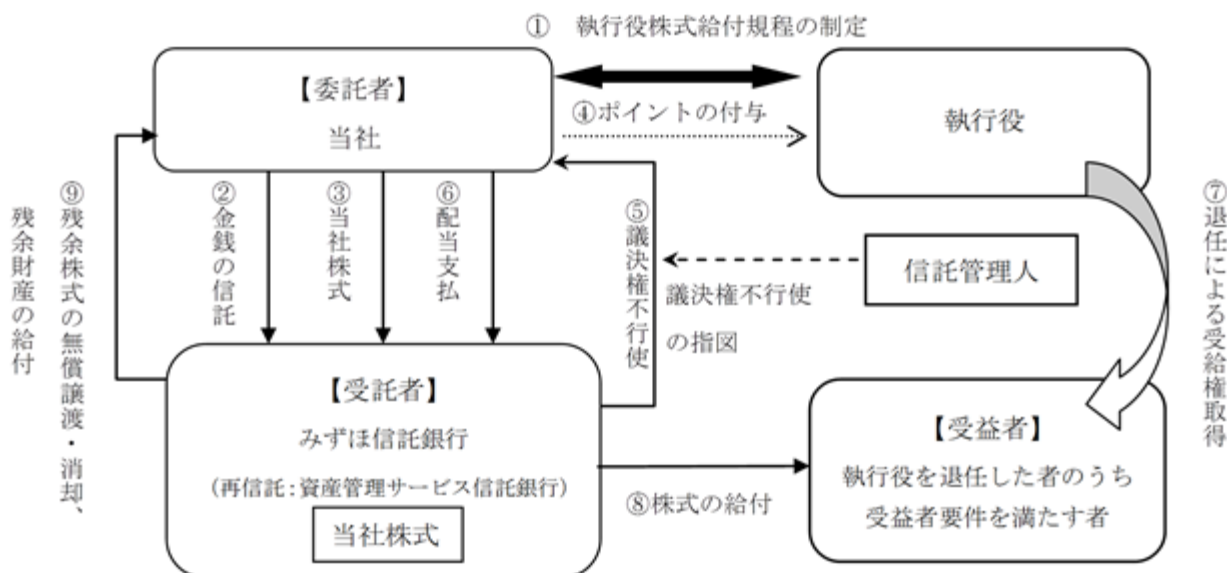 ① 執行役株式給付規程の制定
【委託者】
当社
④ポイントの付与
執行役
②金銭の信託
③当社株式
⑥配当支払
⑤議決権不行使
議決権不行使
の指図
信託管理人
⑦退任による受給権取得
⑨残余株式の無償譲渡・消却、
残余財産の給付
【受託者】
みずほ信託銀行
(再信託:資産管理サービス信託銀行)
当社株式
⑧株式の給付
【受益者】
執行役を退任した者のうち
受益者要件を満たす者